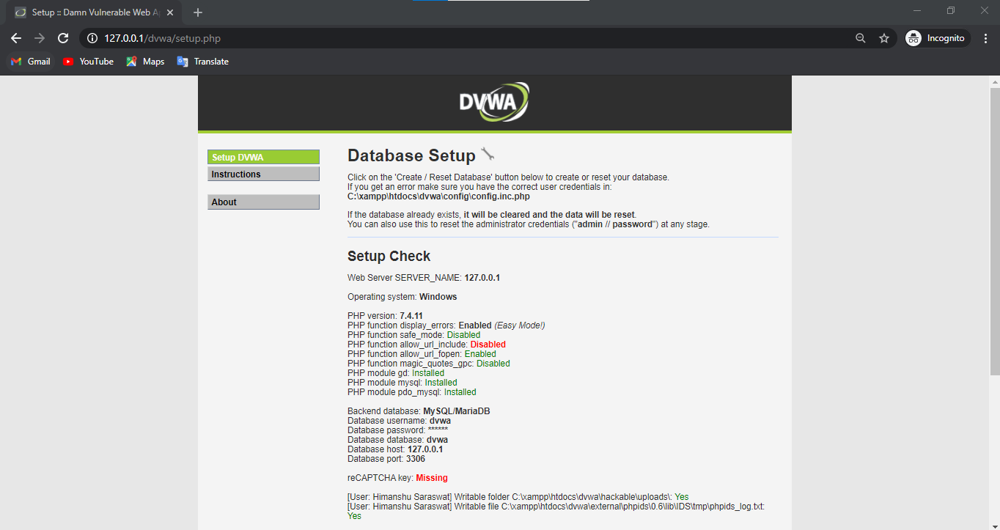 Setup :: Damn Vulnerable Web Ap
127.0.0.1/dvwa/setup.php
Incognito
Gmail
YouTube
Maps
Translate
DVWA
Setup DVWA
Instructions
About
Database Setup
Click on the 'Create / Reset Database' button below to create or reset your database.
If you get an error make sure you have the correct user credentials in:
C:\xampp\htdocs\dvwa\config\config.inc.php
If the database already exists, it will be cleared and the data will be reset.
You can also use this to reset the administrator credentials ("admin // password") at any stage.
Setup Check
Web Server SERVER_NAME: 127.0.0.1
Operating system: Windows
PHP version: 7.4.11
PHP function display_errors: Enabled (Easy Mode!)
PHP function safe_mode: Disabled
PHP function allow_url_include: Disabled
PHP function allow_url_fopen: Enabled
PHP function magic_quotes_gpc: Disabled
PHP module gd: Installed
PHP module mysql: Installed
PHP module pdo_mysql: Installed
Backend database: MySQL/MariaDB
Database username: dvwa
Database password: ******
Database database: dvwa
Database host: 127.0.0.1
Database port: 3306
reCAPTCHA key: Missing
[User: Himanshu Saraswat] Writable folder C:\xampp\htdocs\dvwa\hackable\uploads\: Yes
[User: Himanshu Saraswat] Writable file C:\xampp\htdocs\dvwa\external\phpids\0.6\lib\IDS\tmp\phpids_log.txt:
Yes